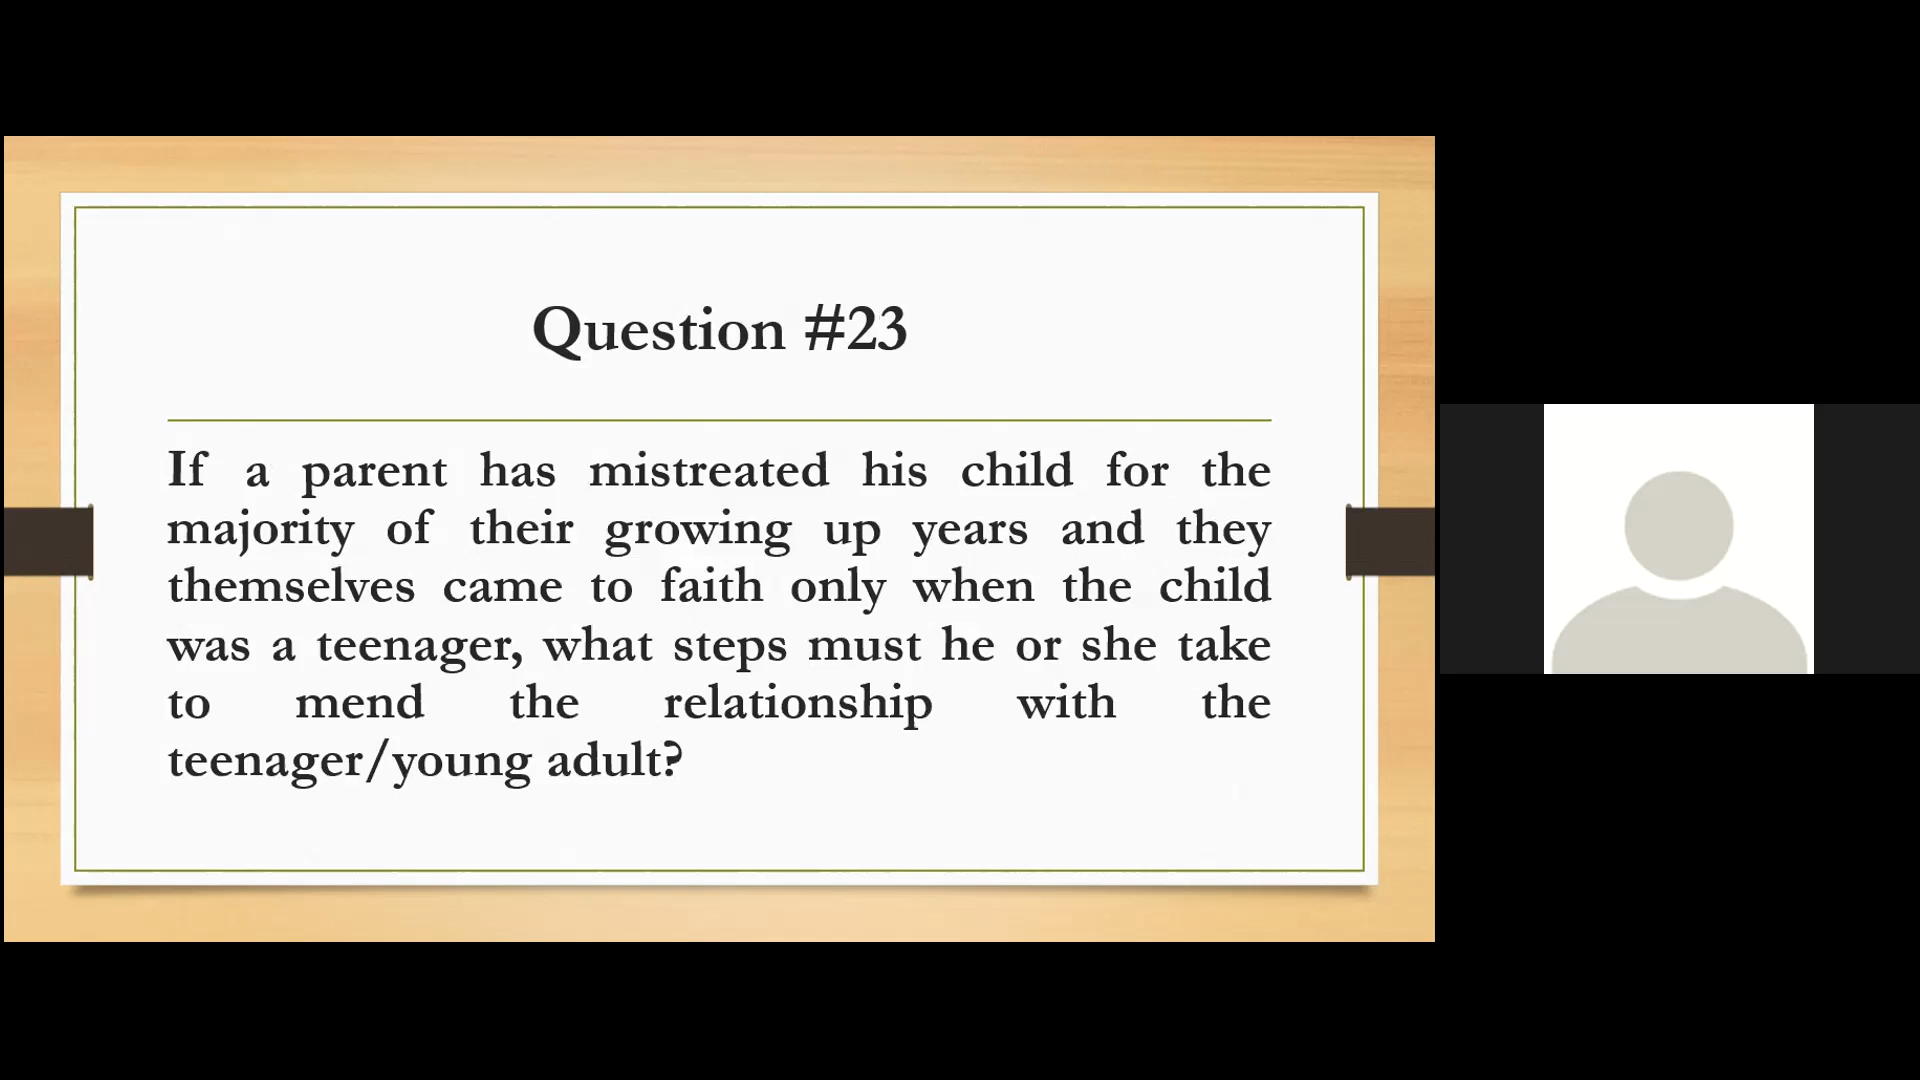 Question #23
If a parent has mistreated his child for the
majority of their growing up years and they
themselves came to faith only when the child
was a teenager, what steps must he or she take
to mend the relationship with the
teenager/young adult?